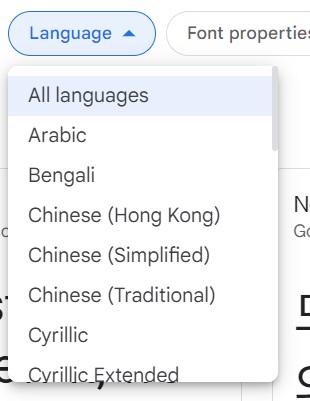 Language
Font properties
All languages
Arabic
Bengali
Chinese (Hong Kong)
Chinese (Simplified)
Chinese (Traditional)
Cyrillic
Cyrillic Extended